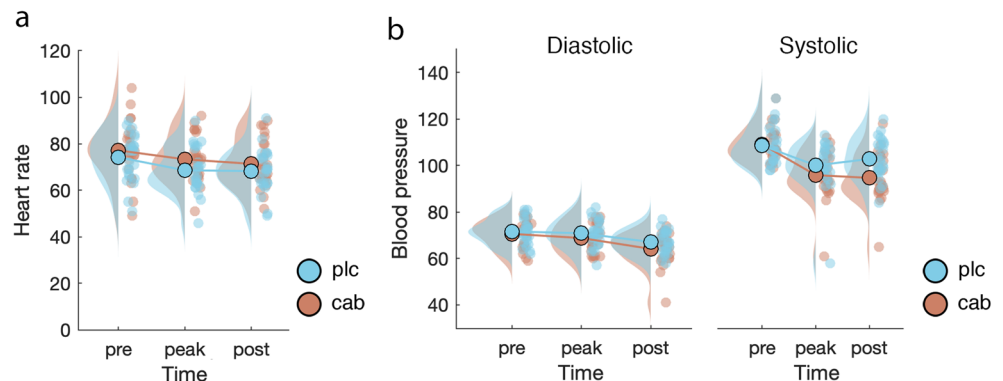 a
120
100
80
60
40
20
0
Heart rate
pre peak post
Time
plc
cab
b
Diastolic Systolic
140
120
100
80
60
40
Blood pressure
pre peak post pre peak post
Time Time
plc
cab